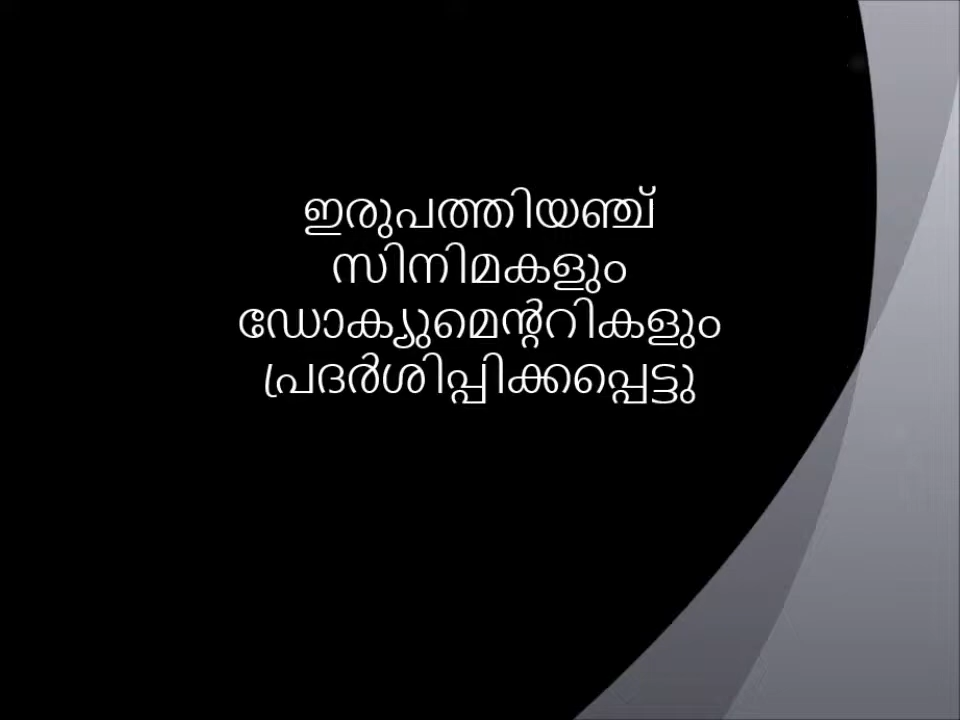 ഇരുപത്തിയഞ്ച്
സിനിമകളും
ഡോക്യുമെൻ്ററികളും
പ്രദർശിപ്പിക്കപ്പെട്ടു